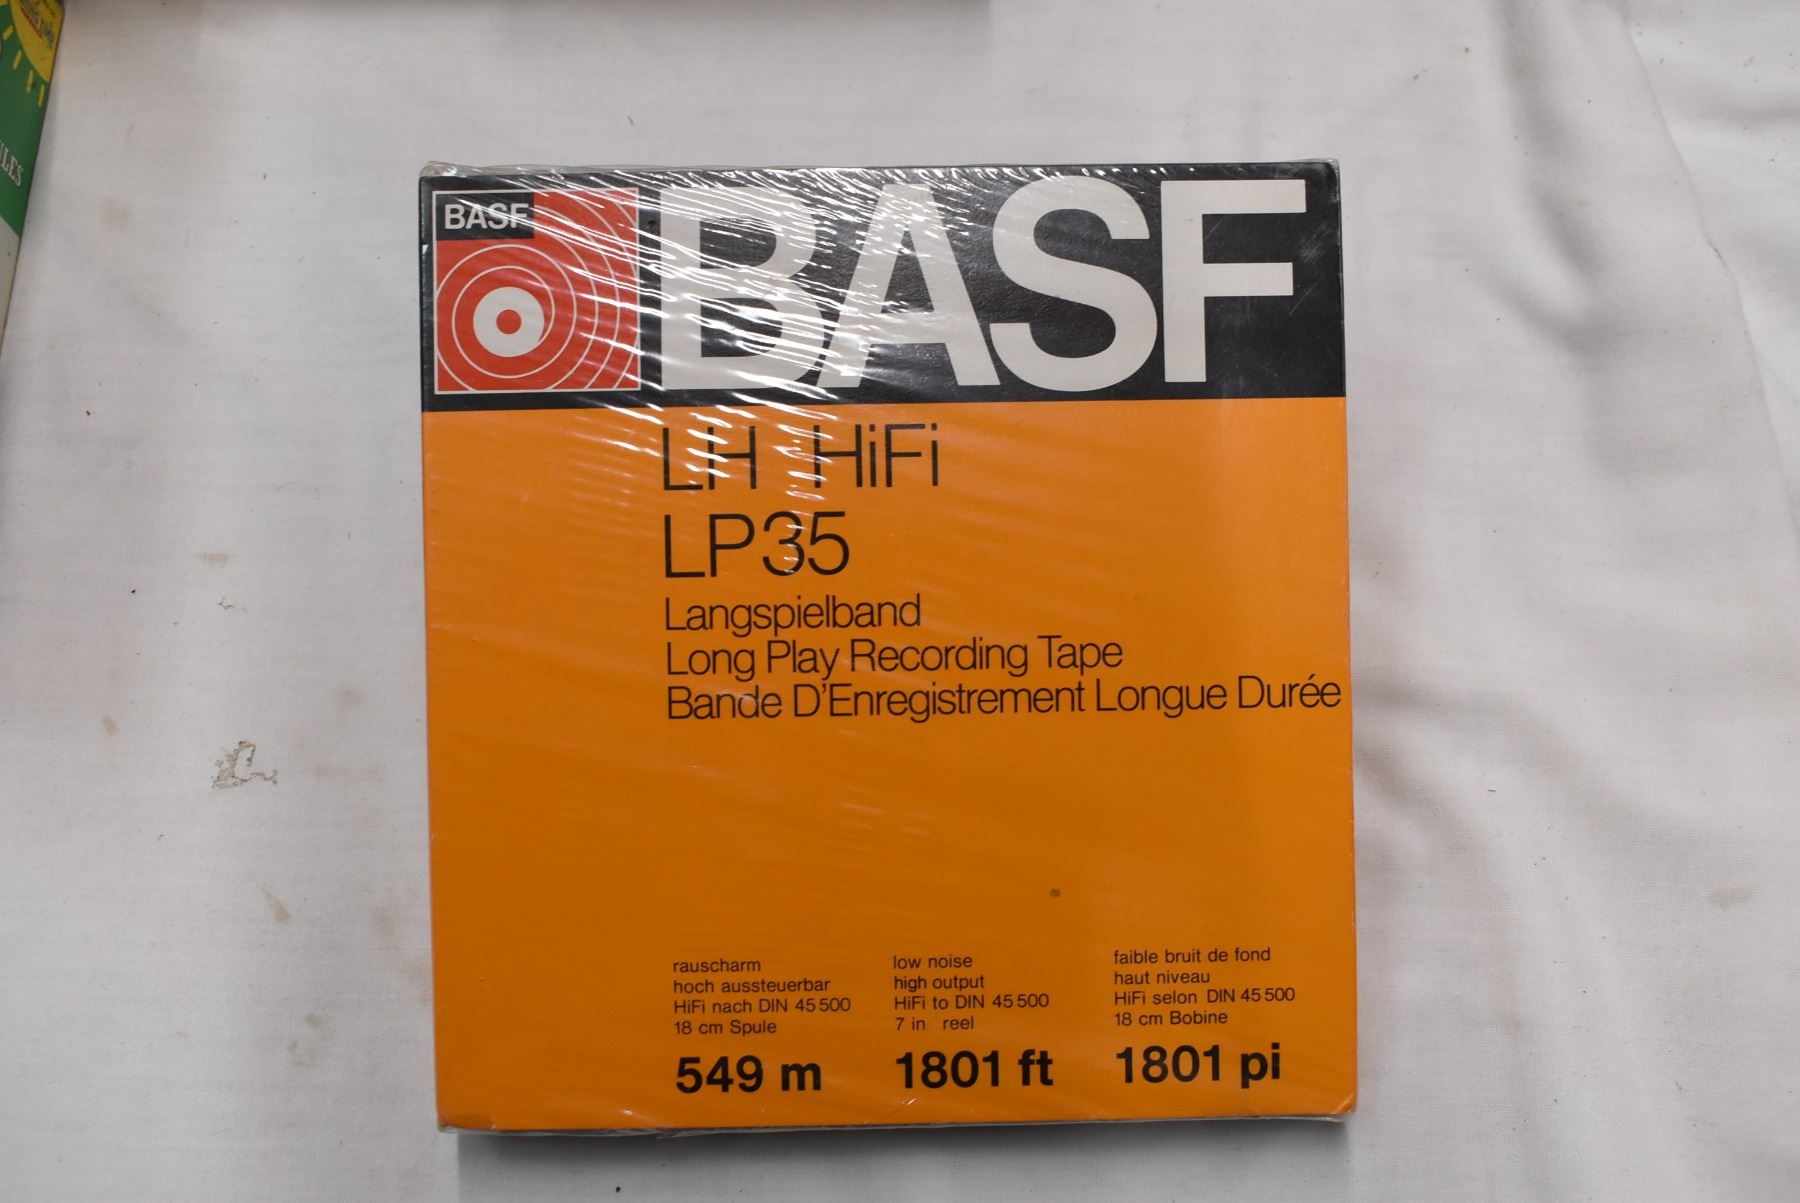 BASF
BASF
LH HiFi
LP35
Langspielband
Long Play Recording Tape
Bande D'Enregistrement Longue Durée
rauscharm
hoch aussteuerbar
HiFi nach DIN 45 500
18 cm Spule
549 m
low noise
high output
HiFi to DIN 45 500
7 in reel
1801 ft
faible bruit de fond
haut niveau
HiFi selon DIN 45 500
18 cm Bobine
1801 pi